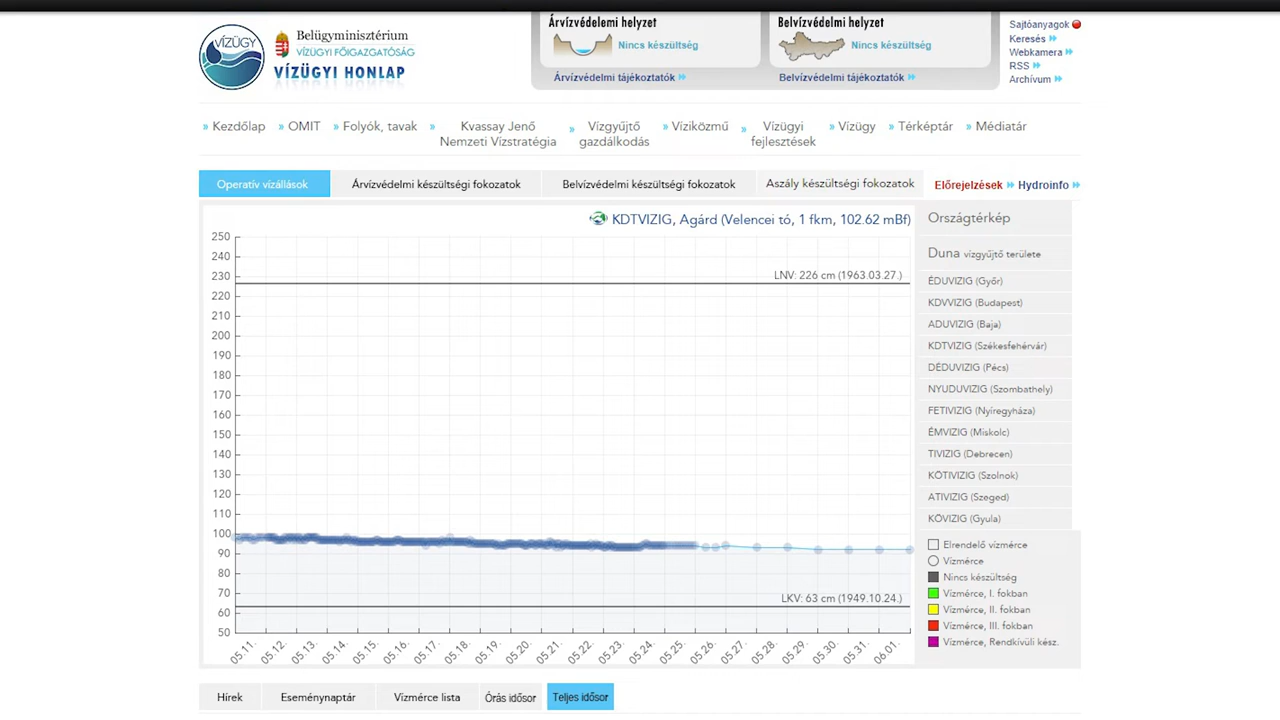 VÍZÜGY
Belügyminisztérium
VÍZÜGYI FŐIGAZGATÓSÁG
VÍZÜGYI HONLAP
Árvízvédelmi helyzet
Nincs készültség
Árvízvédelmi tájékoztatók
Belvízvédelmi helyzet
Nincs készültség
Belvízvédelmi tájékoztatók
Sajtóanyagok
Keresés
Webkamera
RSS
Archívum
Kezdőlap
OMIT
Folyók, tavak
Kvassay Jenő
Nemzeti Vízstratégia
Vízgyűjtő
gazdálkodás
Víziközmű
Vízügyi
fejlesztések
Vízügy
Térképtár
Médiatár
Operatív vízállások
Árvízvédelmi készültségi fokozatok
Belvízvédelmi készültségi fokozatok
Aszály készültségi fokozatok
Előrejelzések
Hydroinfo
KDTVIZIG, Agárd (Velencei tó, 1 fkm, 102.62 mBf)
250
240
230
220
210
200
190
180
170
160
150
140
130
120
110
100
90
80
70
60
50
LNV: 226 cm (1963.03.27.)
LKV: 63 cm (1949.10.24.)
05.11.
05.12.
05.13.
05.14.
05.15.
05.16.
05.17.
05.18.
05.19.
05.20.
05.21.
05.22.
05.23.
05.24.
05.25.
05.26.
05.27.
05.28.
05.29.
05.30.
05.31.
06.01.
Országtérkép
Duna vízgyűjtő területe
ÉDUVIZIG (Győr)
KDVVIZIG (Budapest)
ADUVIZIG (Baja)
KDTVIZIG (Székesfehérvár)
DÉDUVIZIG (Pécs)
NYUDUVIZIG (Szombathely)
FETIVIZIG (Nyíregyháza)
ÉMVIZIG (Miskolc)
TIVIZIG (Debrecen)
KÖTIVIZIG (Szolnok)
ATIVIZIG (Szeged)
KÖVIZIG (Gyula)
Elrendelő vízmérce
Vízmérce
Nincs készültség
Vízmérce, I. fokban
Vízmérce, II. fokban
Vízmérce, III. fokban
Vízmérce, Rendkívüli kész.
Hírek
Eseménynaptár
Vízmérce lista
Órás idősor
Teljes idősor